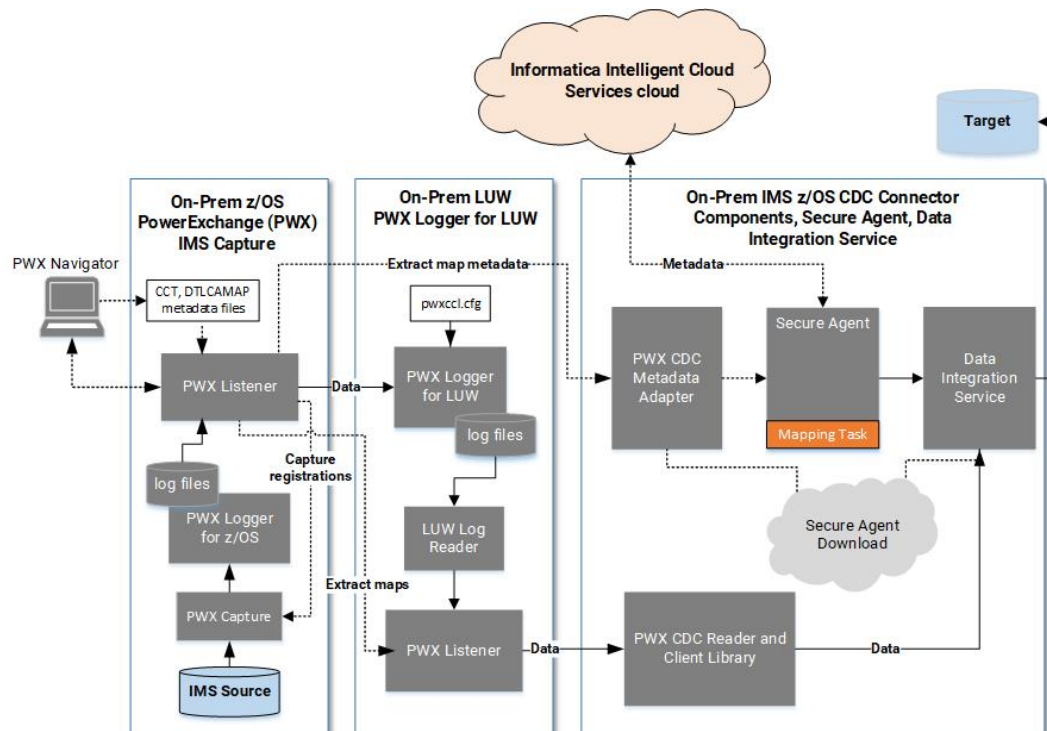 Informatica Intelligent Cloud
Services cloud
Target
On-Prem z/OS
PowerExchange (PWX)
IMS Capture
On-Prem LUW
PWX Logger for LUW
On-Prem IMS z/OS CDC Connector
Components, Secure Agent, Data
Integration Service
PWX Navigator
Extract map metadata
Metadata
CCT, DTLCAMAP
metadata files
pwxccl.cfg
Secure Agent
PWX Listener
Data
PWX Logger
for LUW
PWX CDC
Metadata
Adapter
Data
Integration
Service
log files
Mapping Task
Capture
registrations
log files
PWX Logger
for z/OS
LUW Log
Reader
Secure Agent
Download
Extract maps
PWX Capture
PWX Listener
Data
PWX CDC Reader and
Client Library
Data
IMS Source